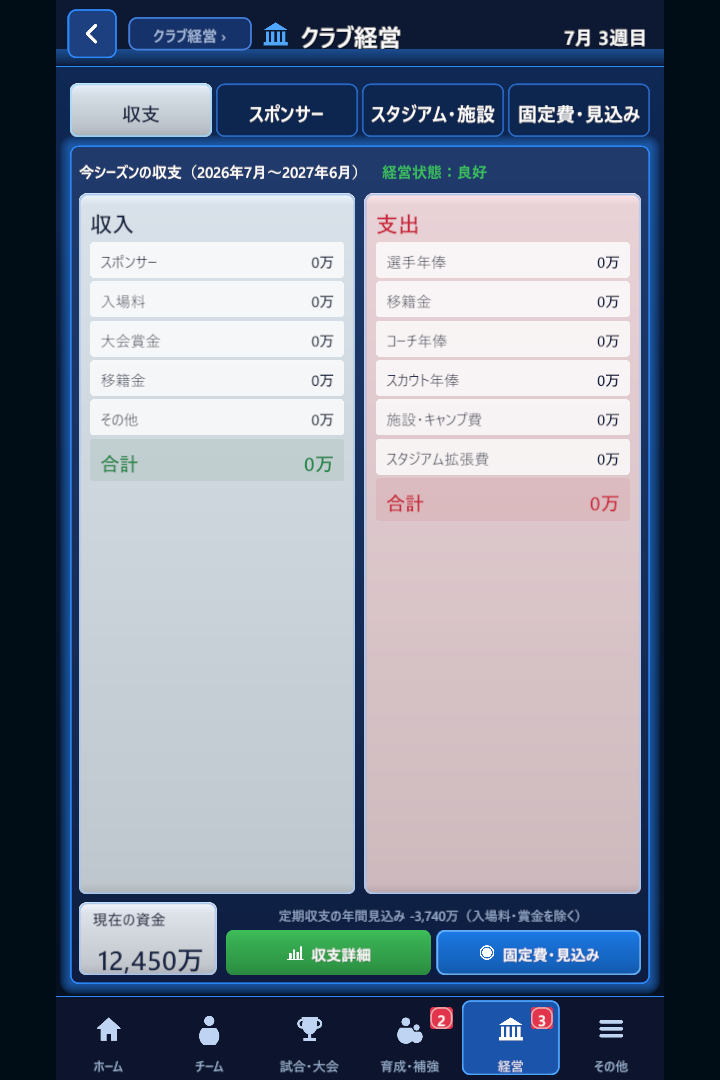 クラブ経営 ›
クラブ経営
7月 3週目
収支
スポンサー
スタジアム・施設
固定費・見込み
今シーズンの収支（2026年7月〜2027年6月）
経営状態：良好
収入
スポンサー 0万
入場料 0万
大会賞金 0万
移籍金 0万
その他 0万
合計 0万
支出
選手年俸 0万
移籍金 0万
コーチ年俸 0万
スカウト年俸 0万
施設・キャンプ費 0万
スタジアム拡張費 0万
合計 0万
現在の資金
12,450万
定期収支の年間見込み -3,740万（入場料・賞金を除く）
収支詳細
固定費・見込み
ホーム
チーム
試合・大会
2
育成・補強
3
経営
その他